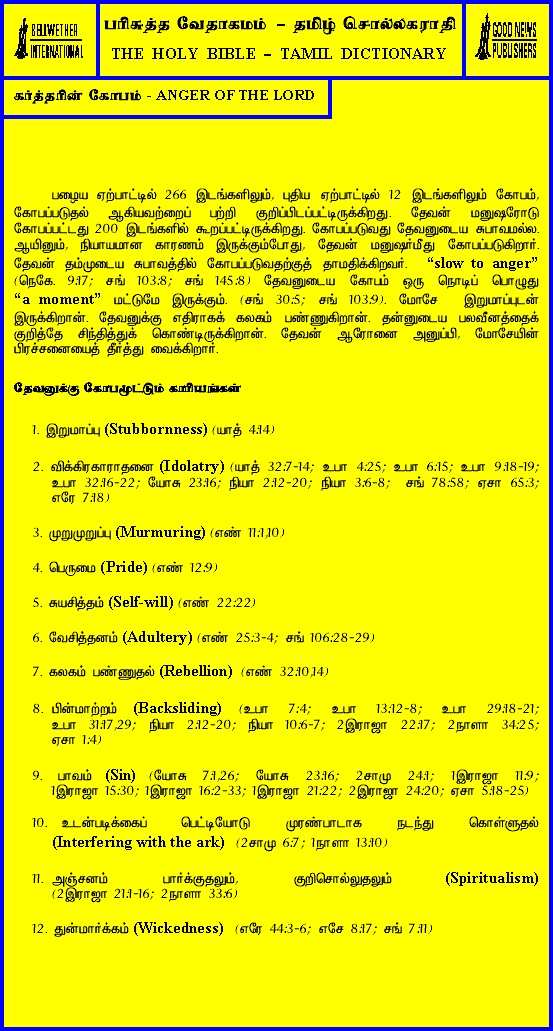 BELLWETHER
INTERNATIONAL
பரிசுத்த வேதாகமம் – தமிழ் சொல்லகராதி
THE HOLY BIBLE – TAMIL DICTIONARY
GOOD NEWS
PUBLISHERS
கர்த்தரின் கோபம் - ANGER OF THE LORD
பழைய ஏற்பாட்டில் 266 இடங்களிலும், புதிய ஏற்பாட்டில் 12 இடங்களிலும் கோபம்,
கோபப்படுதல் ஆகியவற்றைப் பற்றி குறிப்பிடப்பட்டிருக்கிறது. தேவன் மனுஷரோடு
கோபப்பட்டது 200 இடங்களில் கூறப்பட்டிருக்கிறது. கோபப்படுவது தேவனுடைய சுபாவமல்ல.
ஆயினும், நியாயமான காரணம் இருக்கும்போது, தேவன் மனுஷர்மீது கோபப்படுகிறார்.
தேவன் தம்முடைய சுபாவத்தில் கோபப்படுவதற்குத் தாமதிக்கிறவர். “slow to anger”
(நெகே. 9:17; சங் 103:8; சங் 145:8) தேவனுடைய கோபம் ஒரு நொடிப் பொழுது
“a moment” மட்டுமே இருக்கும். (சங் 30:5; சங் 103:9). மோசே இறுமாப்புடன்
இருக்கிறான். தேவனுக்கு எதிராகக் கலகம் பண்ணுகிறான். தன்னுடைய பலவீனத்தைக்
குறித்தே சிந்தித்துக் கொண்டிருக்கிறான். தேவன் ஆரோனை அனுப்பி, மோசேயின்
பிரச்சனையைத் தீர்த்து வைக்கிறார்.
தேவனுக்கு கோபமூட்டும் காரியங்கள்
1. இறுமாப்பு (Stubbornness) (யாத் 4:14)
2. விக்கிரகாராதனை (Idolatry) (யாத் 32:7-14; உபா 4:25; உபா 6:15; உபா 9:18-19;
உபா 32:16-22; யோசு 23:16; நியா 2:12-20; நியா 3:6-8; சங் 78:58; ஏசா 65:3;
எரே 7:18)
3. முறுமுறுப்பு (Murmuring) (எண் 11:1,10)
4. பெருமை (Pride) (எண் 12:9)
5. சுயசித்தம் (Self-will) (எண் 22:22)
6. வேசித்தனம் (Adultery) (எண் 25:3-4; சங் 106:28-29)
7. கலகம் பண்ணுதல் (Rebellion) (எண் 32:10,14)
8. பின்மாற்றம் (Backsliding) (உபா 7:4; உபா 13:12-8; உபா 29:18-21;
உபா 31:17,29; நியா 2:12-20; நியா 10:6-7; 2இராஜா 22:17; 2நாளா 34:25;
ஏசா 1:4)
9. பாவம் (Sin) (யோசு 7:1,26; யோசு 23:16; 2சாமு 24:1; 1இராஜா 11:9;
1இராஜா 15:30; 1இராஜா 16:2-33; 1இராஜா 21:22; 2இராஜா 24:20; ஏசா 5:18-25)
10. உடன்படிக்கைப் பெட்டியோடு முரண்பாடாக நடந்து கொள்ளுதல்
(Interfering with the ark) (2சாமு 6:7; 1நாளா 13:10)
11. அஞ்சனம் பார்க்குதலும், குறிசொல்லுதலும் (Spiritualism)
(2இராஜா 21:1-16; 2நாளா 33:6)
12. துன்மார்க்கம் (Wickedness) (எரே 44:3-6; எசே 8:17; சங் 7:11)